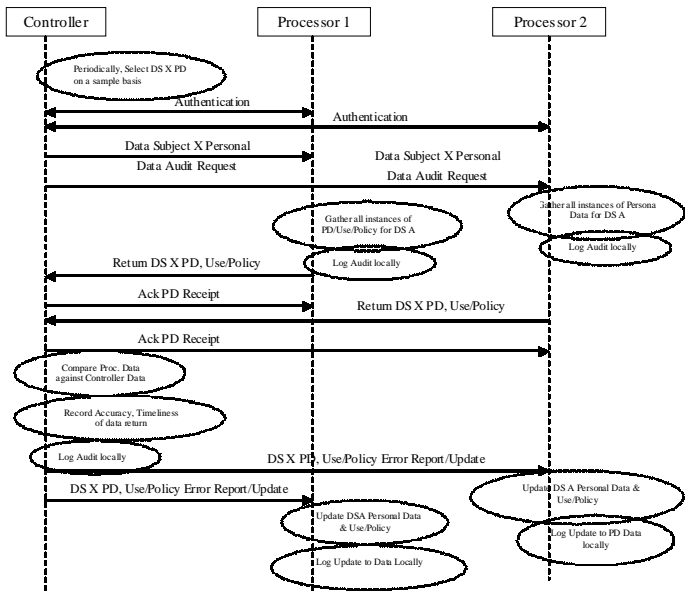 Controller
Processor 1
Processor 2
Periodically, Select DS X PD
on a sample basis
Authentication
Authentication
Data Subject X Personal
Data Audit Request
Data Subject X Personal
Data Audit Request
Gather all instances of
PD/Use/Policy for DS A
Gather all instances of Persona
Data for DS A
Log Audit locally
Log Audit locally
Return DS X PD, Use/Policy
Ack PD Receipt
Return DS X PD, Use/Policy
Ack PD Receipt
Compare Proc. Data
against Controller Data
Record Accuracy, Timeliness
of data return
Log Audit locally
DS X PD, Use/Policy Error Report/Update
DS X PD, Use/Policy Error Report/Update
Update DS A Personal Data &
Use/Policy
Update DSA Personal Data
& Use/Policy
Log Update to PD Data
locally
Log Update to Data Locally